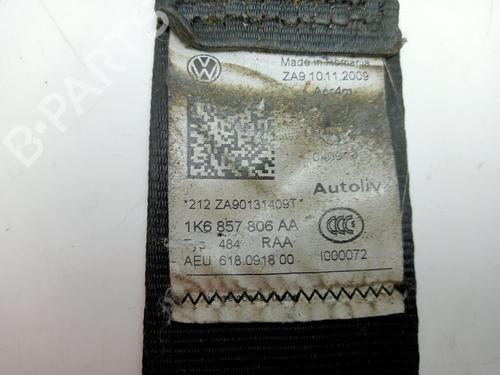 Made in Romania
ZA9 10.11.2009
Apr4m
Autoliv
*212 ZA90131409T*
1K6 857 806 AA
484 RAA
AEU 618 0918 00
I000072
B-Parts